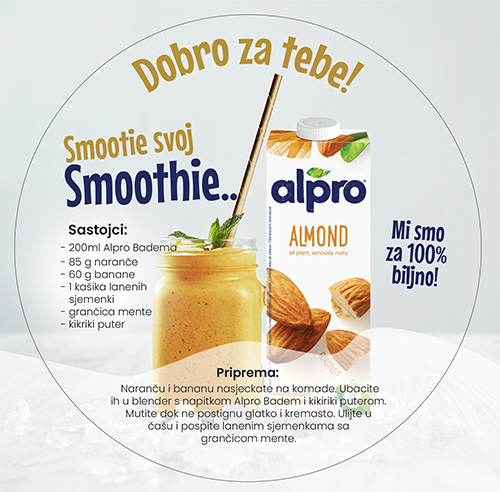 Dobro za tebe!
Smootie svoj
Smoothie..
Sastojci:
- 200ml Alpro Badema
- 85 g naranče
- 60 g banane
- 1 kašika lanenih
sjemenki
- grančica mente
- kikriki puter
alpro
ALMOND
all plant, seriously nutty
Mi smo
za 100%
biljno!
Priprema:
Naranču i bananu nasjeckate na komade. Ubacite
ih u blender s napitkom Alpro Badem i kikiriki puterom.
Mutite dok ne postignu glatko i kremasto. Ulijte u
čašu i pospite lanenim sjemenkama sa
grančicom mente.